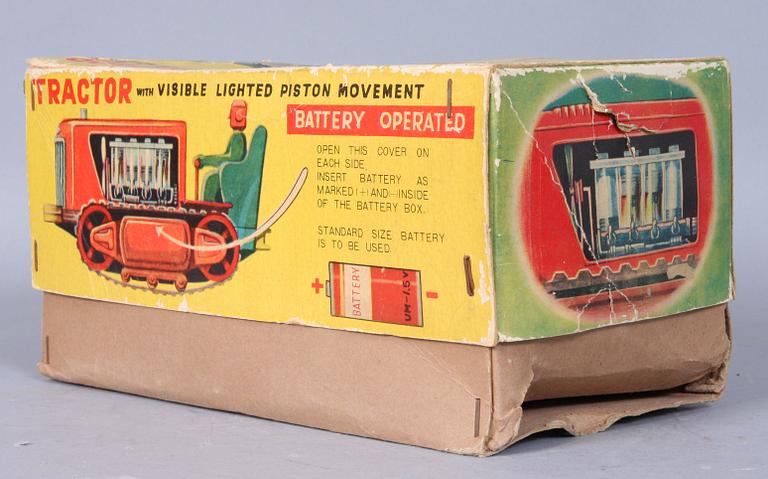 TRACTOR WITH VISIBLE LIGHTED PISTON MOVEMENT
BATTERY OPERATED
OPEN THIS COVER ON
EACH SIDE.
INSERT BATTERY AS
MARKED (+) AND(-)INSIDE
OF THE BATTERY BOX.
STANDARD SIZE BATTERY
IS TO BE USED.
+ BATTERY UM-1.5V -